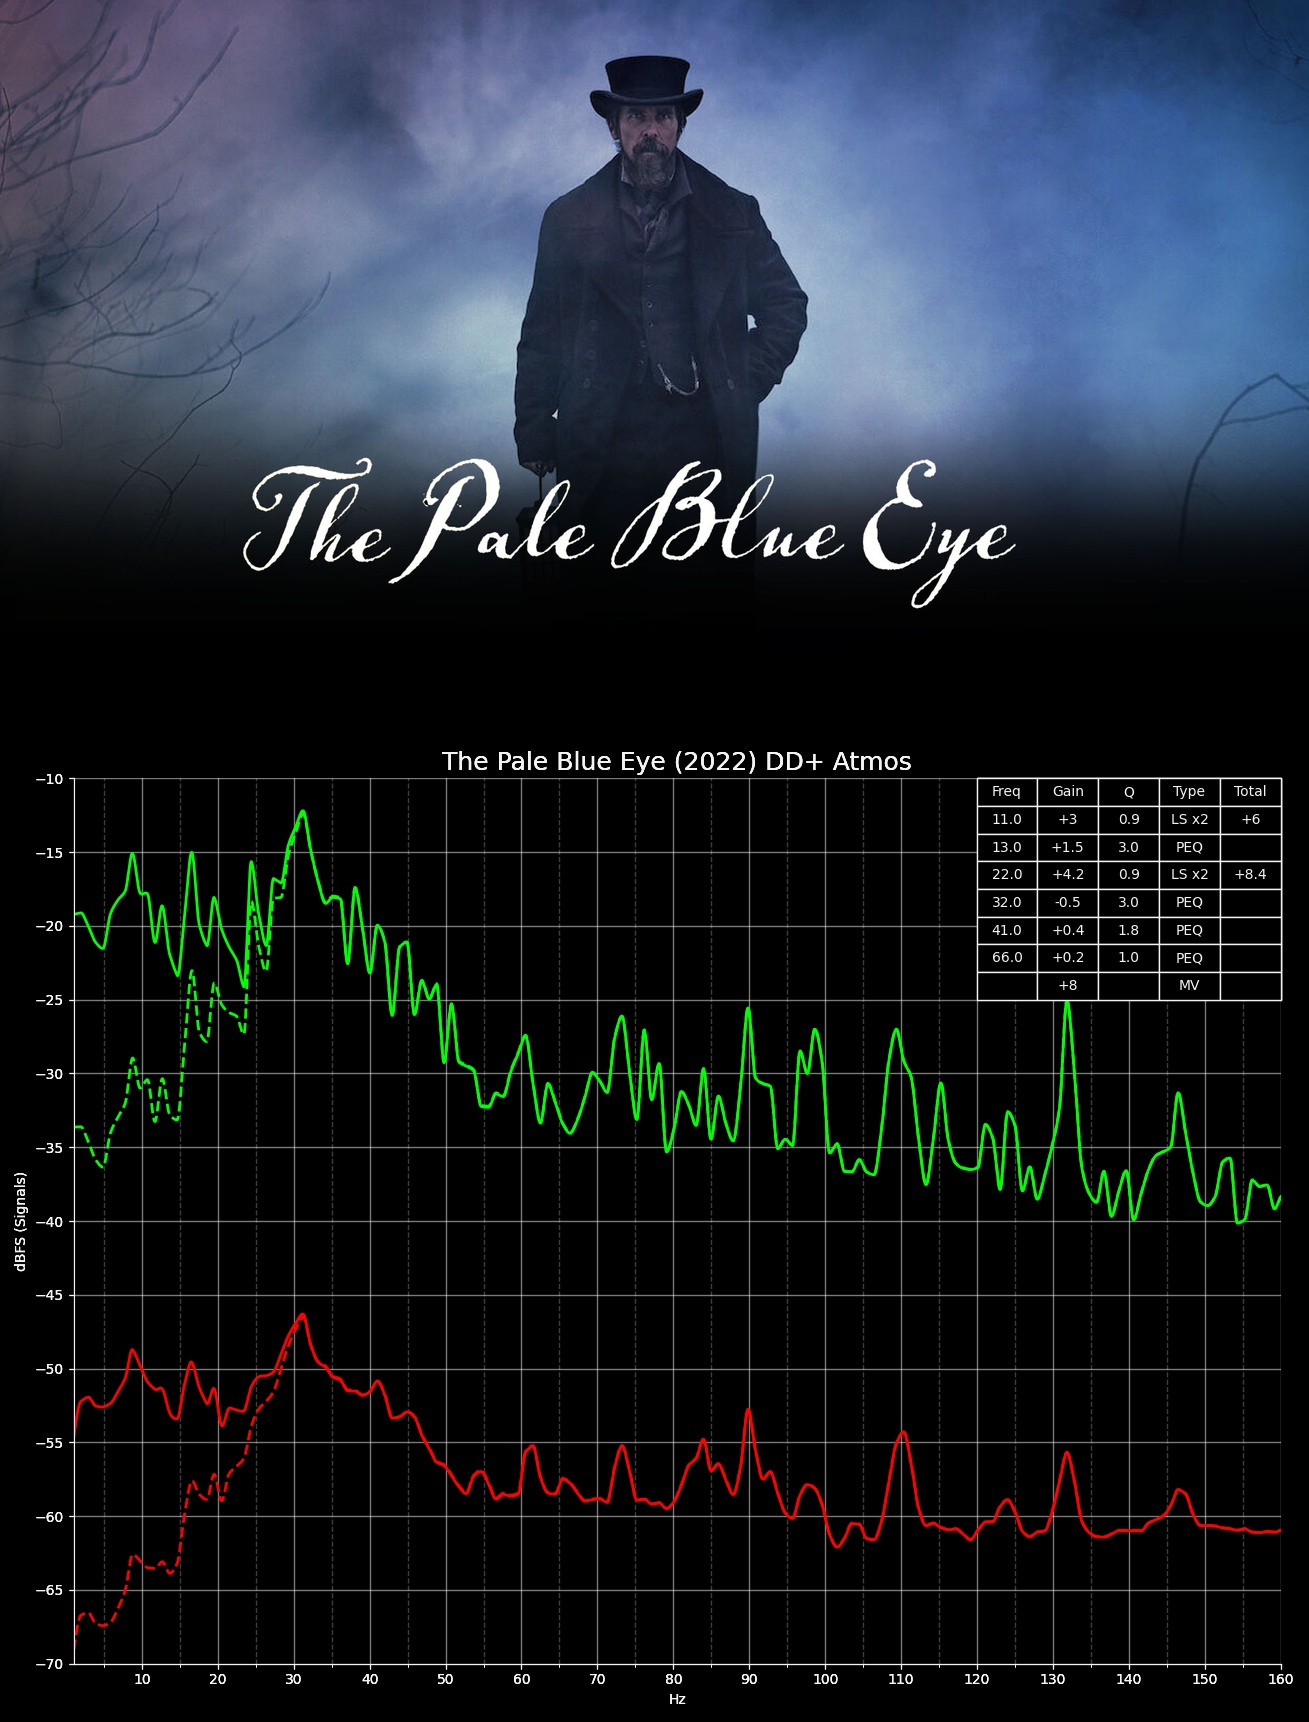 The Pale Blue Eye
The Pale Blue Eye (2022) DD+ Atmos
Freq Gain Q Type Total
11.0 +3 0.9 LS x2 +6
13.0 +1.5 3.0 PEQ
22.0 +4.2 0.9 LS x2 +8.4
32.0 -0.5 3.0 PEQ
41.0 +0.4 1.8 PEQ
66.0 +0.2 1.0 PEQ
+8 MV
dBFS (Signals)
−10
−15
−20
−25
−30
−35
−40
−45
−50
−55
−60
−65
−70
10 20 30 40 50 60 70 80 90 100 110 120 130 140 150 160
Hz